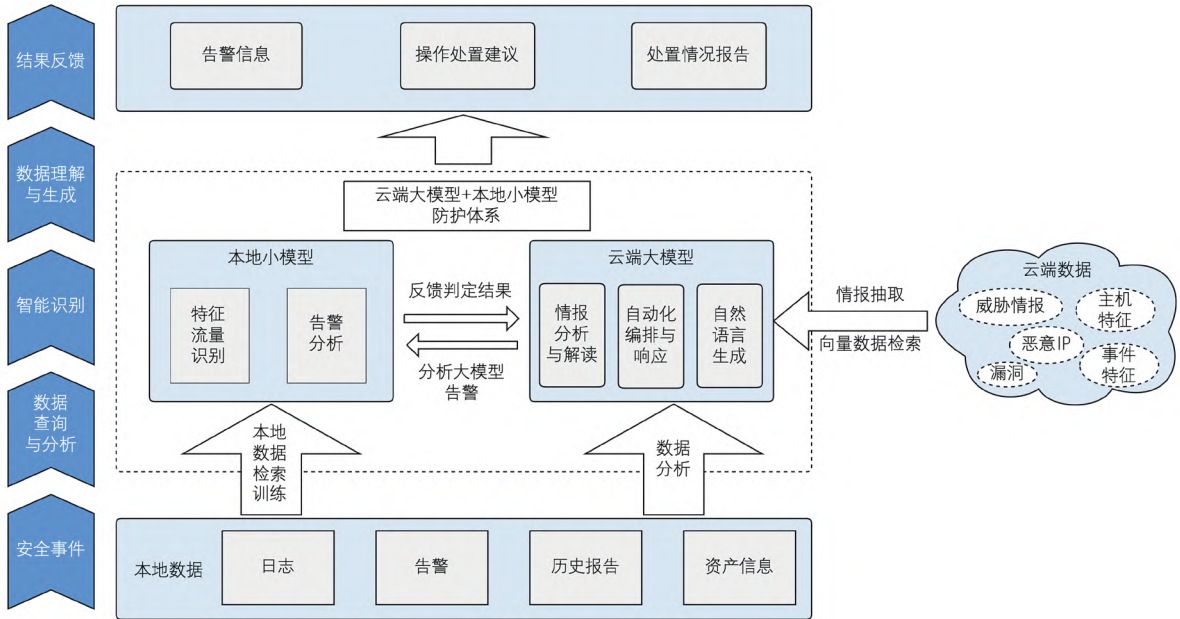 结果反馈
告警信息
操作处置建议
处置情况报告
数据理解
与生成
云端大模型+本地小模型
防护体系
智能识别
本地小模型
特征
流量
识别
告警
分析
反馈判定结果
分析大模型
告警
云端大模型
情报
分析
与解读
自动化
编排与
响应
自然
语言
生成
情报抽取
向量数据检索
云端数据
威胁情报
主机
特征
恶意IP
漏洞
事件
特征
数据
查询
与分析
本地
数据
检索
训练
数据
分析
安全事件
本地数据
日志
告警
历史报告
资产信息